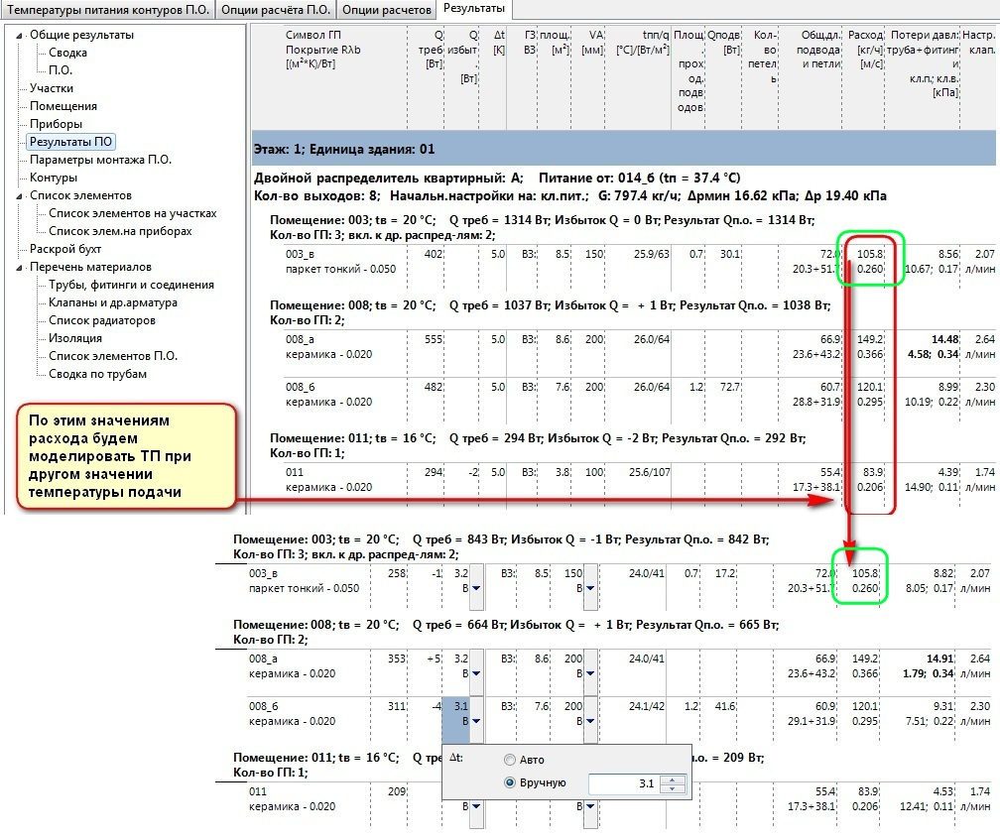 Температуры питания контуров П.О. Опции расчёта П.О. Опции расчетов Результаты
Общие результаты
Сводка
П.О.
Участки
Помещения
Приборы
Результаты ПО
Параметры монтажа П.О.
Контуры
Список элементов
Список элементов на участках
Список элем.на приборах
Раскрой бухт
Перечень материалов
Трубы, фитинги и соединения
Клапаны и др.арматура
Список радиаторов
Изоляция
Список элементов П.О.
Сводка по трубам
По этим значениям
расхода будем
моделировать ТП при
другом значении
температуры подачи
Символ ГП Q Q Δt ГЗ площ. VA tпп/q Площ Qподв. Кол- Общ.дл. Расход Потери давл: Настр.
Покрытие Rλb треб избыт [K] ВЗ [м²] [мм] [°C]/[Вт/м²] . [Вт] во подвода [кг/ч] труба+фитинг клап.
[(м²*K)/Вт] [Вт] . прох петель и петли [м/с] и
[Вт] од. кл.п.; кл.в.
подв [кПа]
одов
Этаж: 1; Единица здания: 01
Двойной распределитель квартирный: A; Питание от: 014_б (tп = 37.4 °C)
Кол-во выходов: 8; Начальн.настройки на: кл.пит.; G: 797.4 кг/ч; Δpмин 16.62 кПа; Δp 19.40 кПа
Помещение: 003; tв = 20 °C; Q треб = 1314 Вт; Избыток Q = 0 Вт; Результат Qп.о. = 1314 Вт;
Кол-во ГП: 3; вкл. к др. распред-лям: 2;
003_в 402 5.0 ВЗ: 8.5 150 25.9/63 0.7 30.1 72.0 105.8 8.56 2.07
паркет тонкий - 0.050 20.3+51.7 0.260 10.67; 0.17 л/мин
Помещение: 008; tв = 20 °C; Q треб = 1037 Вт; Избыток Q = + 1 Вт; Результат Qп.о. = 1038 Вт;
Кол-во ГП: 2;
008_а 555 5.0 ВЗ: 8.6 200 26.0/64 66.9 149.2 14.48 2.64
керамика - 0.020 23.6+43.2 0.366 4.58; 0.34 л/мин
008_б 482 5.0 ВЗ: 7.6 200 26.0/64 1.2 72.7 60.7 120.1 8.99 2.30
керамика - 0.020 28.8+31.9 0.295 10.19; 0.22 л/мин
Помещение: 011; tв = 16 °C; Q треб = 294 Вт; Избыток Q = -2 Вт; Результат Qп.о. = 292 Вт;
Кол-во ГП: 1;
011 294 -2 5.0 ВЗ: 3.8 100 25.6/107 55.4 83.9 4.39 1.74
керамика - 0.020 17.3+38.1 0.206 14.90; 0.11 л/мин
Помещение: 003; tв = 20 °C; Q треб = 843 Вт; Избыток Q = -1 Вт; Результат Qп.о. = 842 Вт;
Кол-во ГП: 3; вкл. к др. распред-лям: 2;
003_в 258 -1 3.2 ВЗ: 8.5 150 24.0/41 0.7 17.2 72.0 105.8 8.82 2.07
паркет тонкий - 0.050 В В 20.3+51.7 0.260 8.05; 0.17 л/мин
Помещение: 008; tв = 20 °C; Q треб = 664 Вт; Избыток Q = + 1 Вт; Результат Qп.о. = 665 Вт;
Кол-во ГП: 2;
008_а 353 +5 3.2 ВЗ: 8.6 200 24.0/41 66.9 149.2 14.91 2.64
керамика - 0.020 В В 23.6+43.2 0.366 1.79; 0.34 л/мин
008_б 311 -4 3.1 ВЗ: 7.6 200 24.1/42 1.2 41.6 60.9 120.1 9.31 2.30
керамика - 0.020 В В 29.1+31.9 0.295 7.51; 0.22 л/мин
Помещение: 011; tв = 16 °C; Q тре п.о. = 209 Вт;
Кол-во ГП: 1;
Δt: Авто
Вручную 3.1
011 209 55.4 83.9 4.53 1.74
керамика - 0.020 В В 17.3+38.1 0.206 12.41; 0.11 л/мин